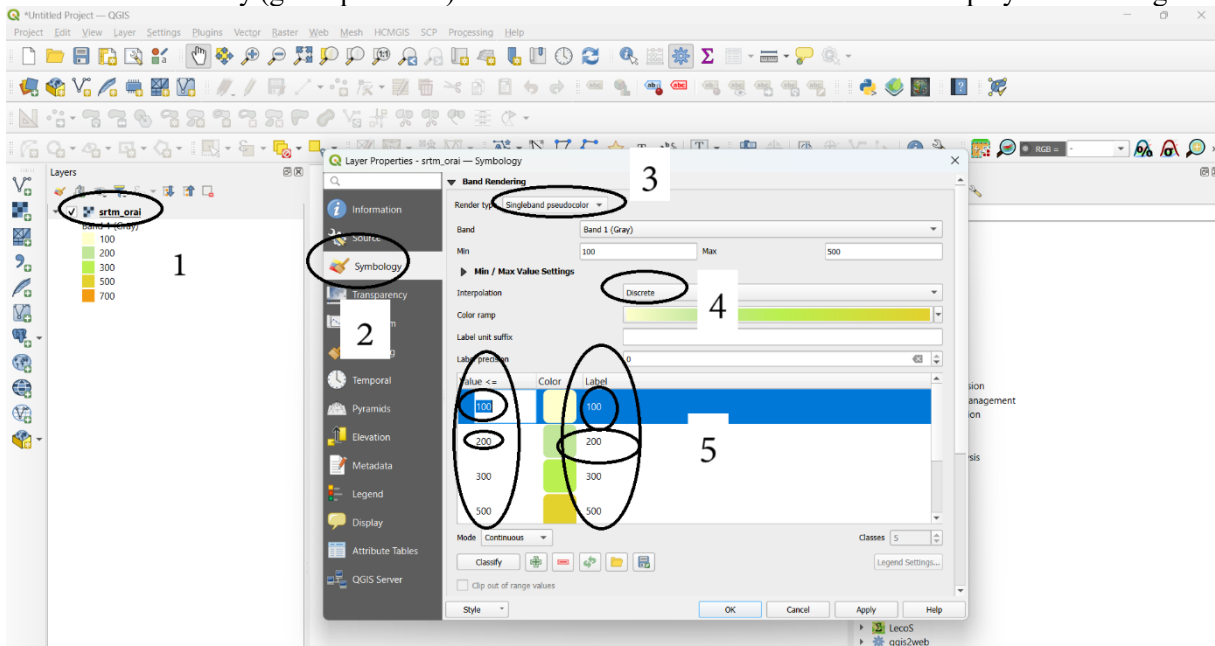 *Untitled Project — QGIS
Project Edit View Layer Settings Plugins Vector Raster Web Mesh HCMGIS SCP Processing Help
RGB =
Layers
srtm_orai
Band 1 (Gray)
100
200
300
500
700
1
Layer Properties - srtm_orai — Symbology
Information
Source
Symbology
Transparency
2
Temporal
Pyramids
Elevation
Metadata
Legend
Display
Attribute Tables
QGIS Server
Band Rendering
3
Render type Singleband pseudocolor
Band Band 1 (Gray)
Min 100 Max 500
Min / Max Value Settings
Interpolation Discrete
4
Color ramp
Label unit suffix
Label precision 0
Value <= Color Label
100 100
200 200
5
300 300
500 500
Mode Continuous Classes 5
Classify Legend Settings...
Clip out of range values
Style OK Cancel Apply Help
LecoS
qgis2web